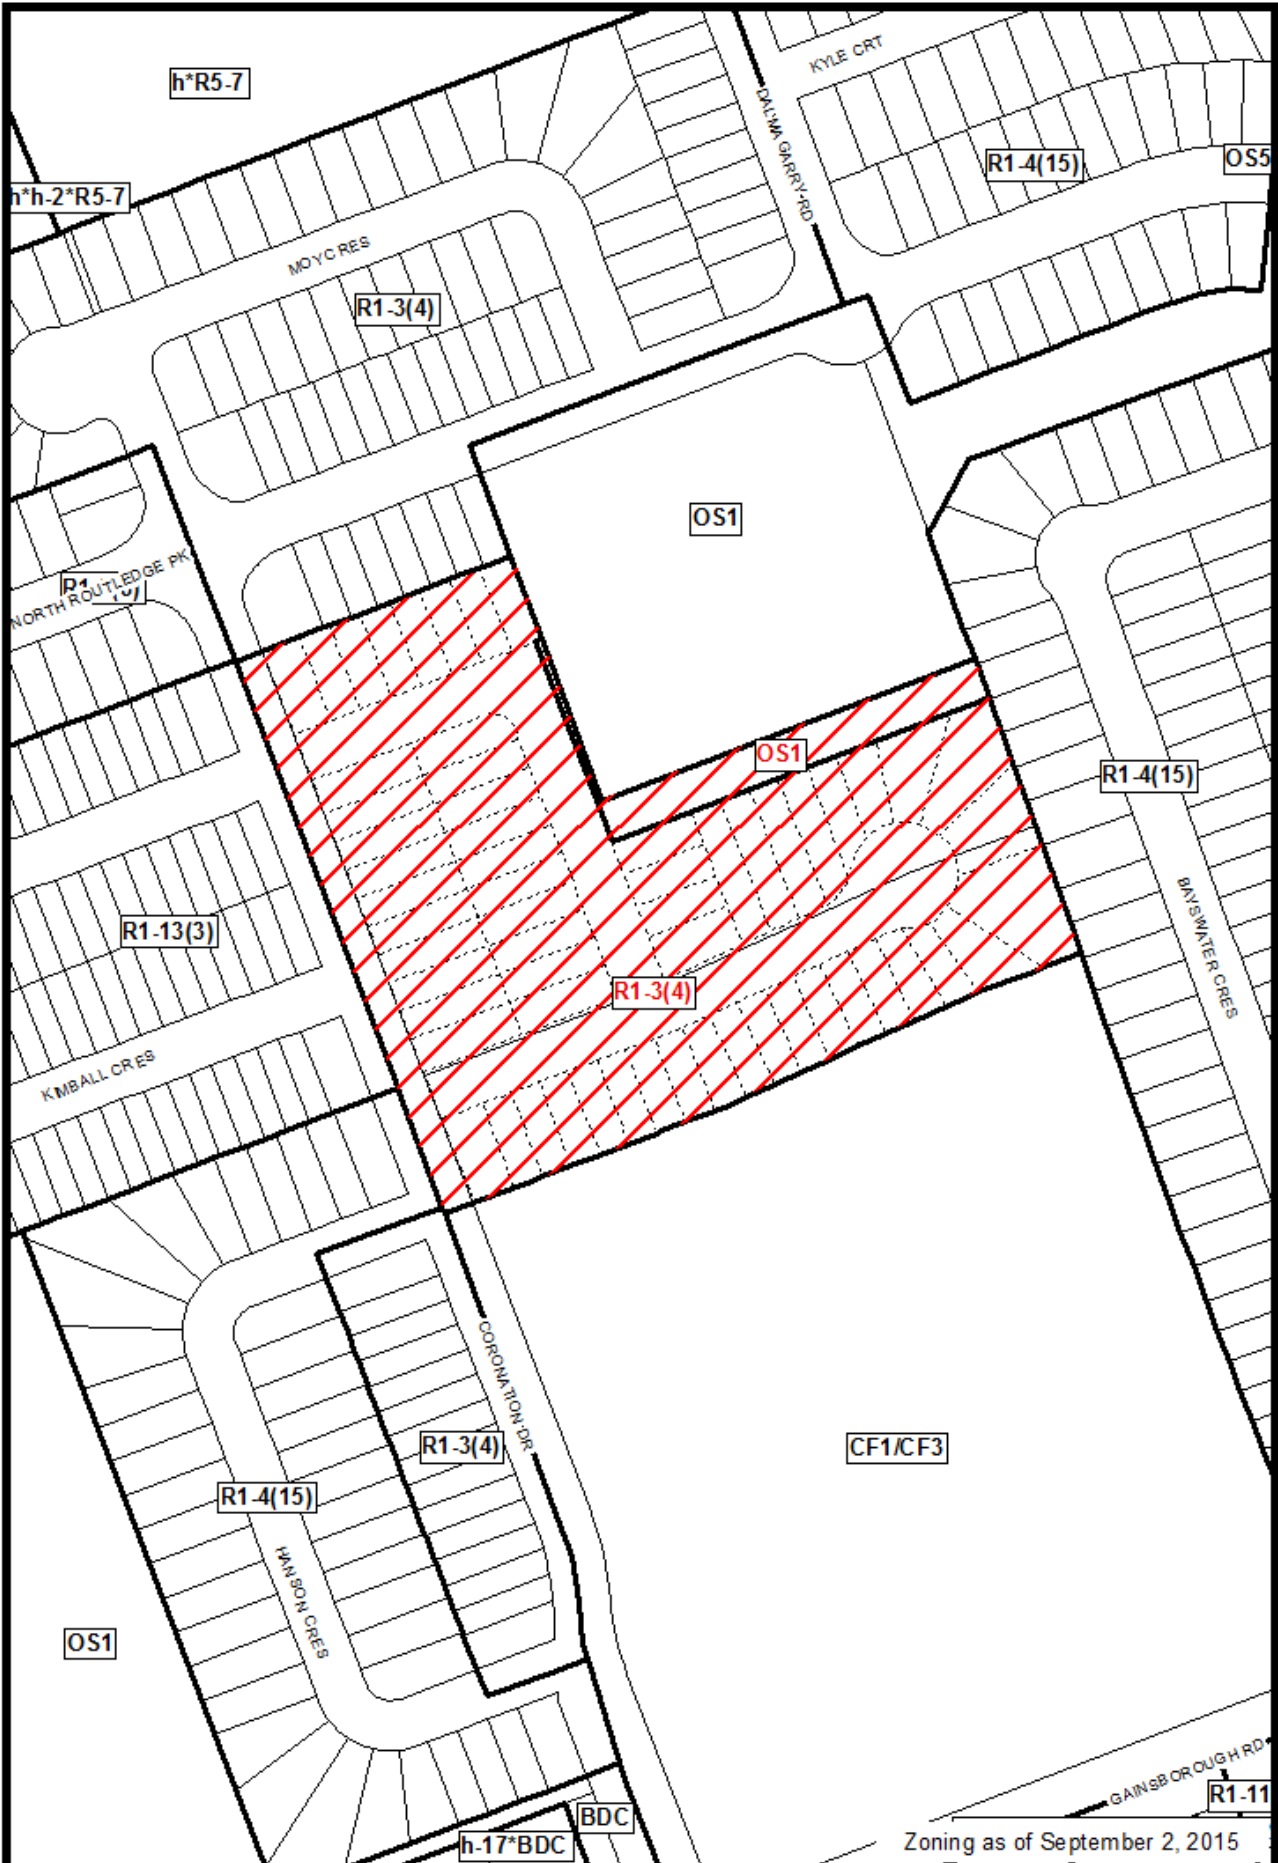 KYLE CRT
h*R5-7
DALMA GARRY RD
R1-4(15)
OS5
h*h-2*R5-7
MOY CRES
R1-3(4)
OS1
NORTH ROUTLEDGE PK
OS1
R1-4(15)
R1-13(3)
BAYSWATER CRES
R1-3(4)
KIMBALL CRES
CORONATION DR
R1-3(4)
CF1/CF3
R1-4(15)
HANSON CRES
OS1
GAINSBOROUGH RD
R1-11
BDC
h-17*BDC
Zoning as of September 2, 2015